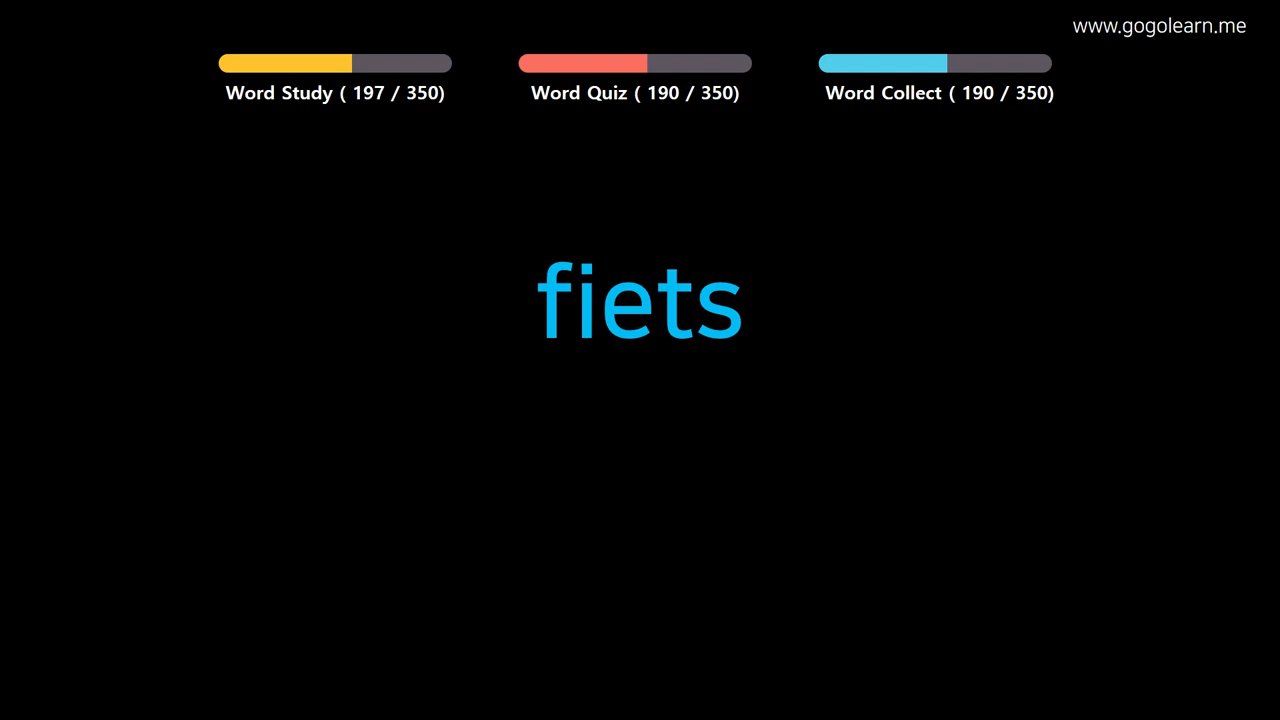 www.gogolearn.me
Word Study ( 197 / 350)
Word Quiz ( 190 / 350)
Word Collect ( 190 / 350)
fiets